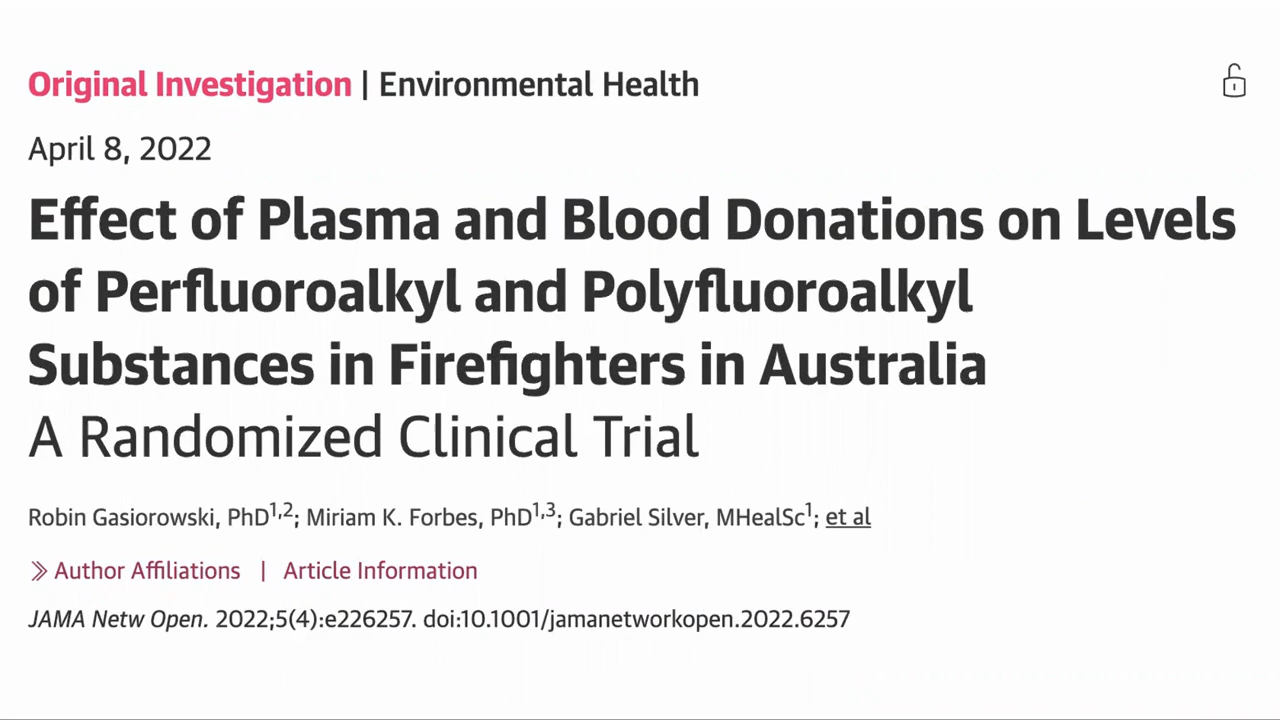 Original Investigation | Environmental Health
April 8, 2022
Effect of Plasma and Blood Donations on Levels
of Perfluoroalkyl and Polyfluoroalkyl
Substances in Firefighters in Australia
A Randomized Clinical Trial
Robin Gasiorowski, PhD1,2; Miriam K. Forbes, PhD1,3; Gabriel Silver, MHealSc1; et al
» Author Affiliations | Article Information
JAMA Netw Open. 2022;5(4):e226257. doi:10.1001/jamanetworkopen.2022.6257